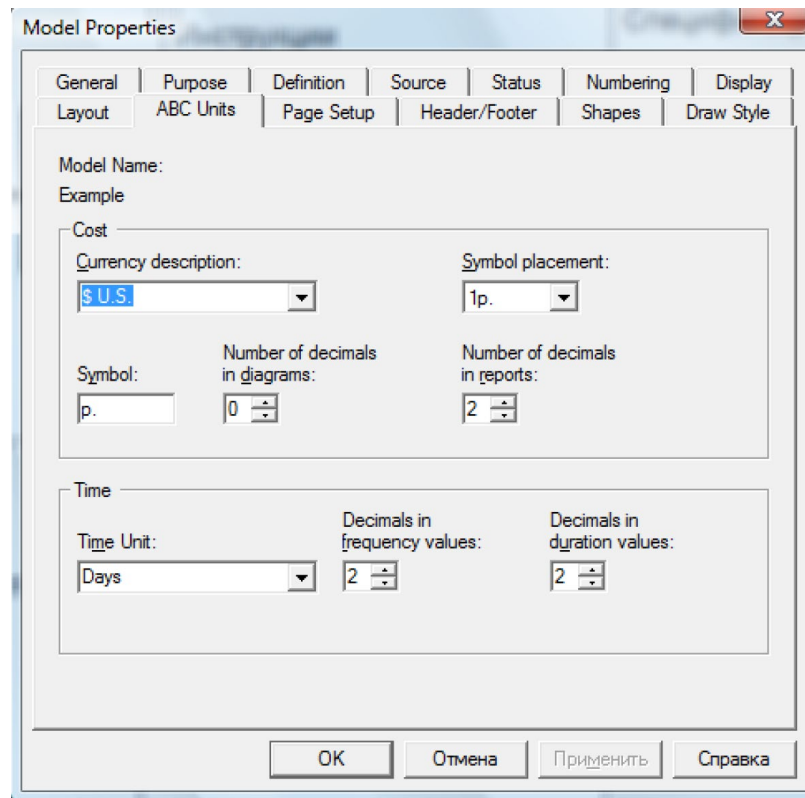 Model Properties
General Purpose Definition Source Status Numbering Display
Layout ABC Units Page Setup Header/Footer Shapes Draw Style
Model Name:
Example
Cost
Currency description: Symbol placement:
$ U.S. 1р.
Number of decimals Number of decimals
Symbol: in diagrams: in reports:
р. 0 2
Time
Decimals in Decimals in
Time Unit: frequency values: duration values:
Days 2 2
OK Отмена Применить Справка